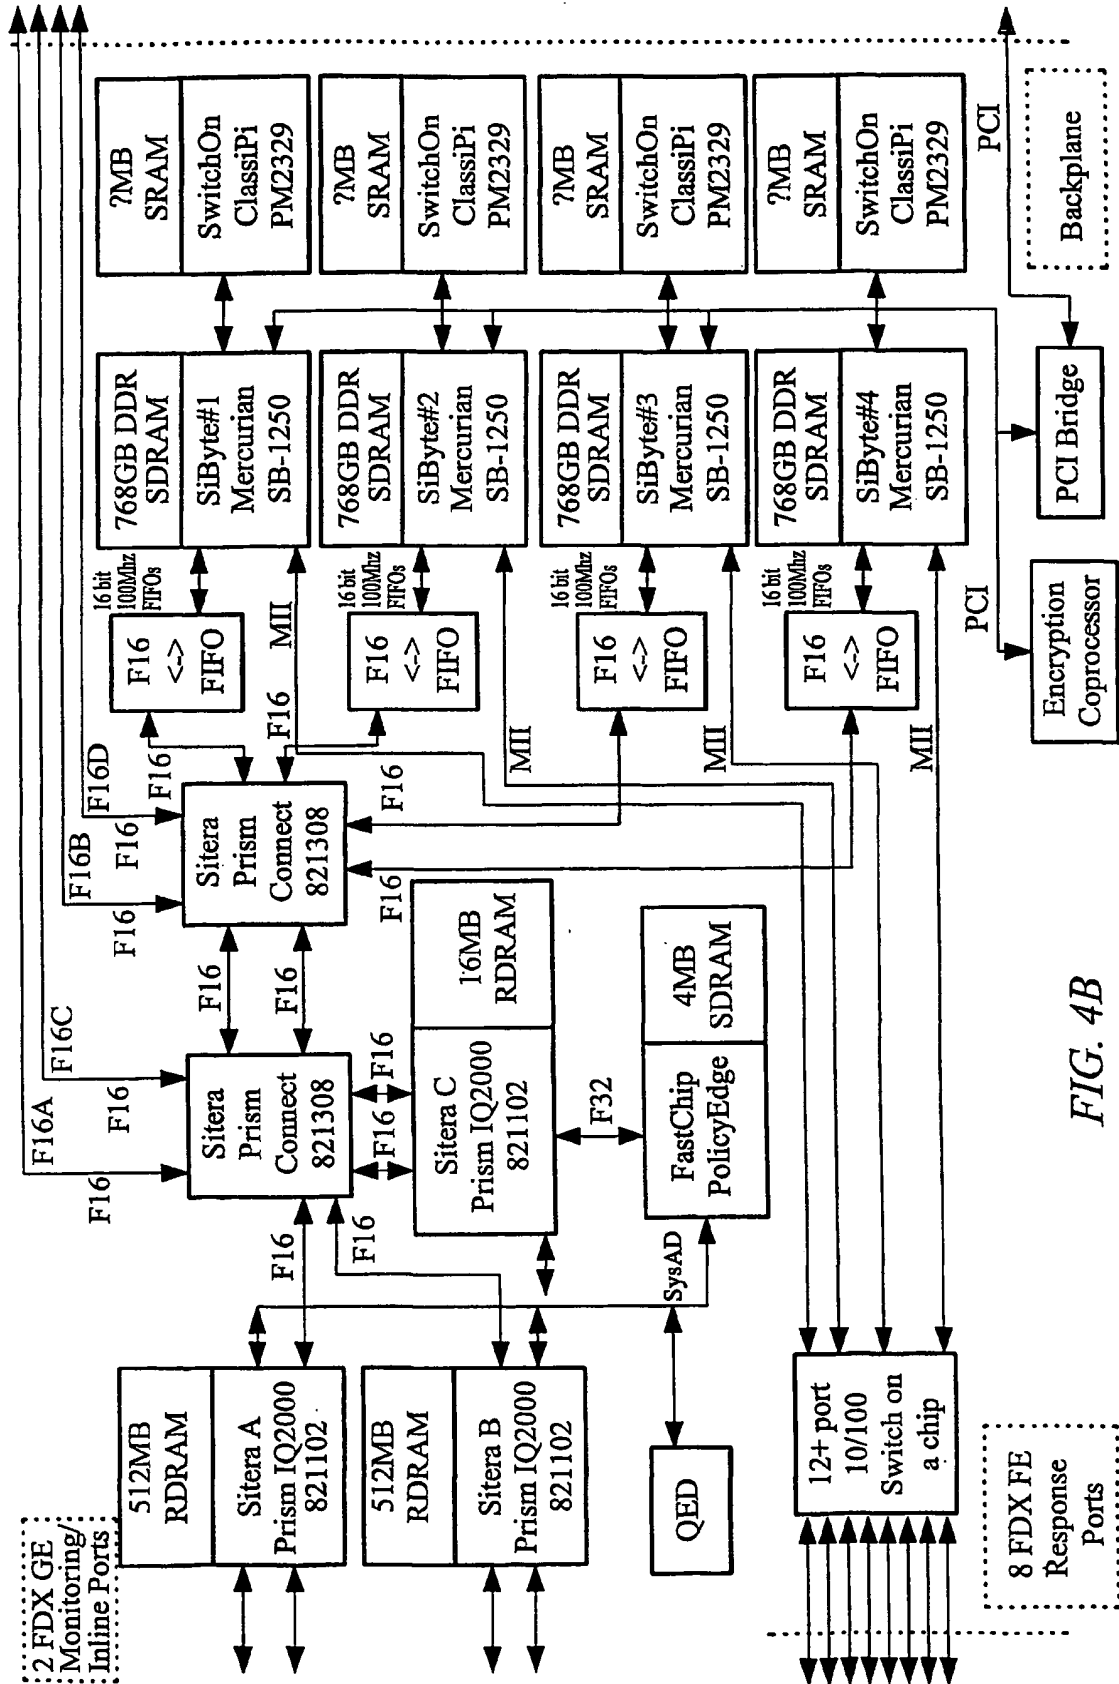 2 FDX GE
Monitoring/
Inline Ports
512MB
RDRAM
Sitera A
Prism IQ2000
821102
512MB
RDRAM
Sitera B
Prism IQ2000
821102
QED
SysAD
12+ port
10/100
Switch on
a chip
8 FDX FE
Response
Ports
F16A
F16
F16C
F16
F16B
F16
F16D
F16
F16
F16
Sitera
Prism
Connect
821308
F16
F16
F16
F16
Sitera C
Prism IQ2000
821102
16MB
RDRAM
F32
FastChip
PolicyEdge
4MB
SDRAM
Sitera
Prism
Connect
821308
F16
F16
F16
F16
F16
<->
FIFO
16 bit
100Mhz
FIFOs
MII
F16
<->
FIFO
16 bit
100Mhz
FIFOs
MII
F16
<->
FIFO
16 bit
100Mhz
FIFOs
MII
F16
<->
FIFO
16 bit
100Mhz
FIFOs
MII
768GB DDR
SDRAM
SiByte#1
Mercurian
SB-1250
768GB DDR
SDRAM
SiByte#2
Mercurian
SB-1250
768GB DDR
SDRAM
SiByte#3
Mercurian
SB-1250
768GB DDR
SDRAM
SiByte#4
Mercurian
SB-1250
?MB
SRAM
SwitchOn
ClassiPi
PM2329
?MB
SRAM
SwitchOn
ClassiPi
PM2329
?MB
SRAM
SwitchOn
ClassiPi
PM2329
?MB
SRAM
SwitchOn
ClassiPi
PM2329
PCI
Encryption
Coprocessor
PCI Bridge
PCI
Backplane
FIG. 4B